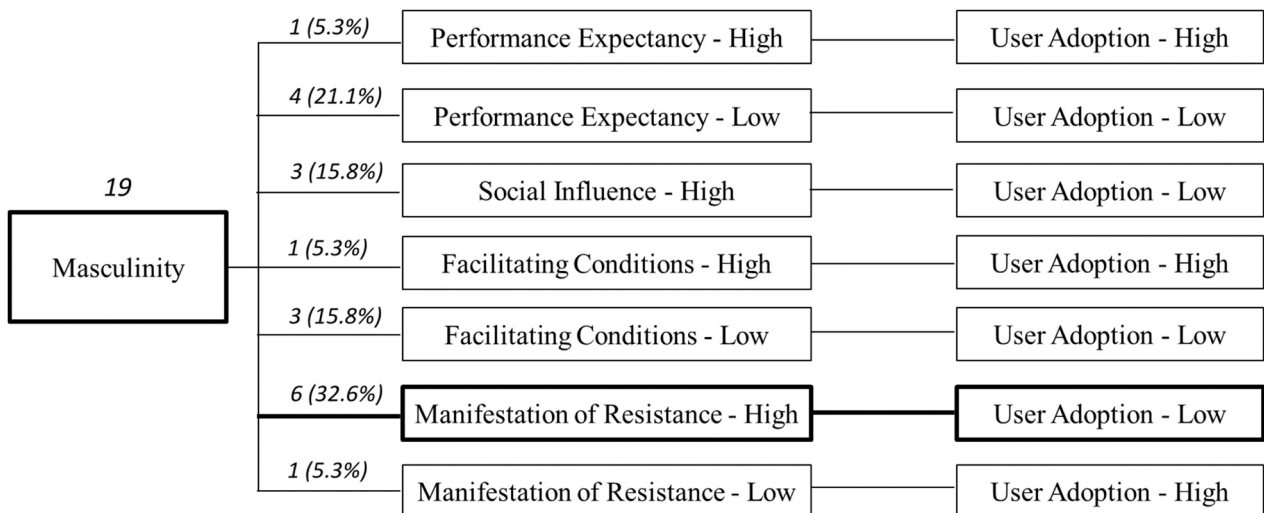 1 (5.3%)
Performance Expectancy - High
User Adoption - High
4 (21.1%)
Performance Expectancy - Low
User Adoption - Low
3 (15.8%)
Social Influence - High
User Adoption - Low
19
Masculinity
1 (5.3%)
Facilitating Conditions - High
User Adoption - High
3 (15.8%)
Facilitating Conditions - Low
User Adoption - Low
6 (32.6%)
Manifestation of Resistance - High
User Adoption - Low
1 (5.3%)
Manifestation of Resistance - Low
User Adoption - High